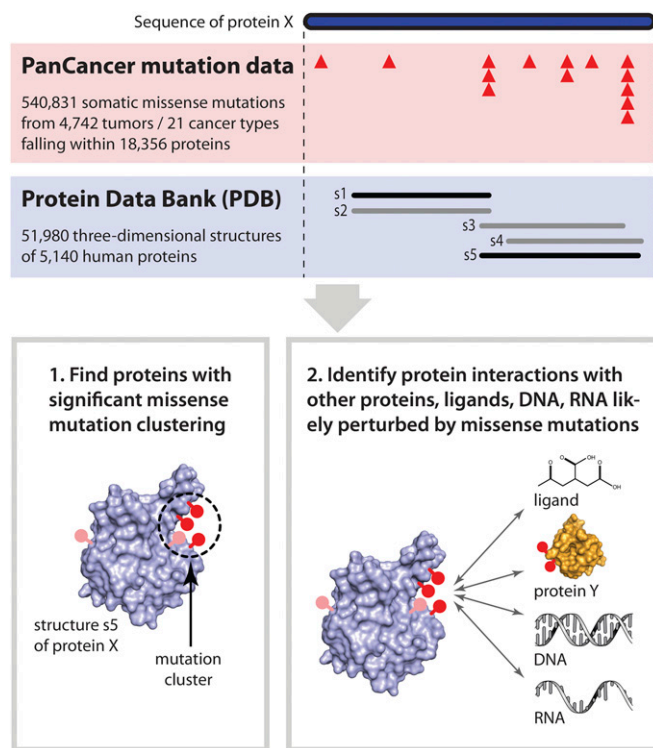 Sequence of protein X
PanCancer mutation data
540,831 somatic missense mutations
from 4,742 tumors / 21 cancer types
falling within 18,356 proteins
Protein Data Bank (PDB)
51,980 three-dimensional structures
of 5,140 human proteins
s1
s2
s3
s4
s5
1. Find proteins with
significant missense
mutation clustering
structure s5
of protein X
mutation
cluster
2. Identify protein interactions with
other proteins, ligands, DNA, RNA lik-
ely perturbed by missense mutations
O
O
OH
O
OH
ligand
protein Y
DNA
RNA